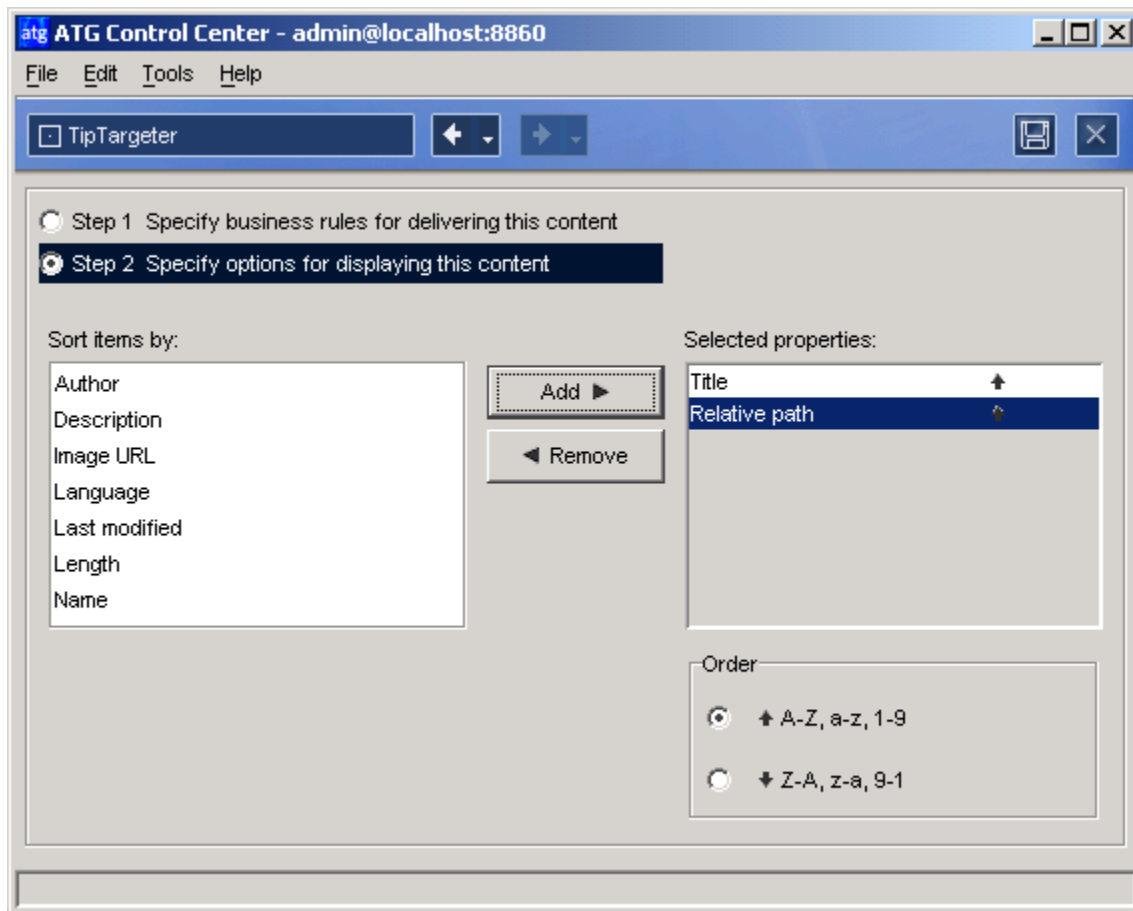 atg ATG Control Center - admin@localhost:8860
File Edit Tools Help
TipTargeter
Step 1 Specify business rules for delivering this content
Step 2 Specify options for displaying this content
Sort items by:
Author
Description
Image URL
Language
Last modified
Length
Name
Add
Remove
Selected properties:
Title
Relative path
Order
A-Z, a-z, 1-9
Z-A, z-a, 9-1